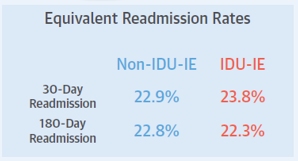 Equivalent Readmission Rates
Non-IDU-IE IDU-IE
30-Day
Readmission 22.9% 23.8%
180-Day
Readmission 22.8% 22.3%